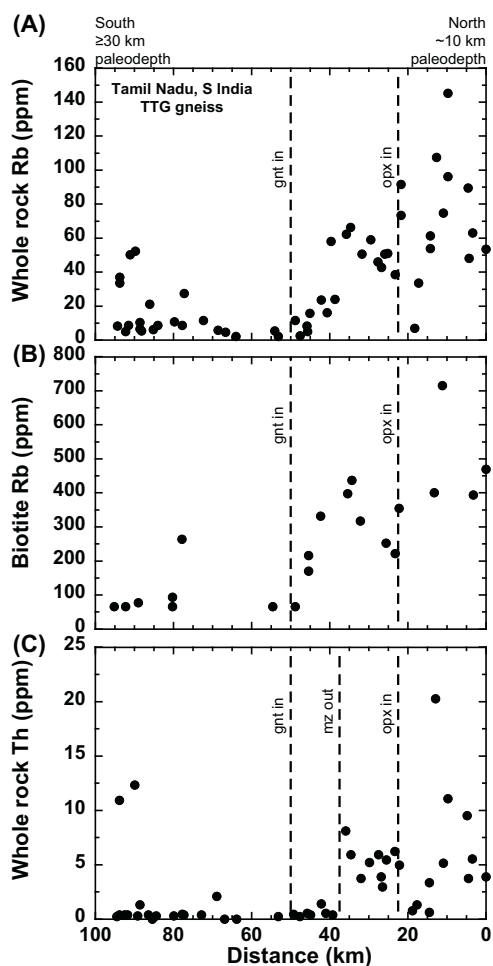 (A)
South
≥30 km
paleodepth
North
~10 km
paleodepth
Tamil Nadu, S India
TTG gneiss
Whole rock Rb (ppm)
160
140
120
100
80
60
40
20
0
gnt in
opx in
(B)
Biotite Rb (ppm)
800
700
600
500
400
300
200
100
0
gnt in
opx in
(C)
Whole rock Th (ppm)
25
20
15
10
5
0
gnt in
mz out
opx in
100 80 60 40 20 0
Distance (km)